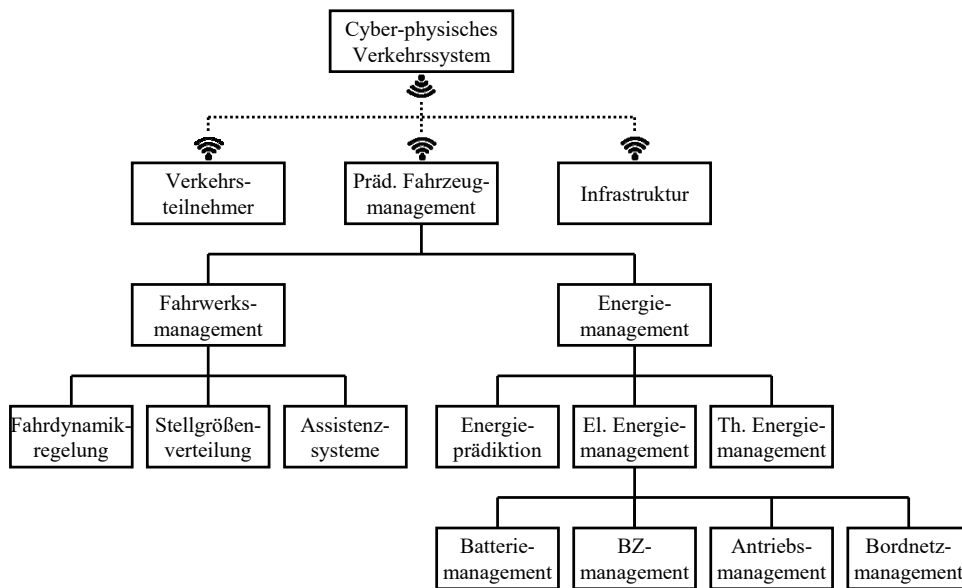 Cyber-physisches
Verkehrssystem
Verkehrs-
teilnehmer
Präd. Fahrzeug-
management
Infrastruktur
Fahrwerks-
management
Energie-
management
Fahrdynamik-
regelung
Stellgrößen-
verteilung
Assistenz-
systeme
Energie-
prädiktion
El. Energie-
management
Th. Energie-
management
Batterie-
management
BZ-
management
Antriebs-
management
Bordnetz-
management